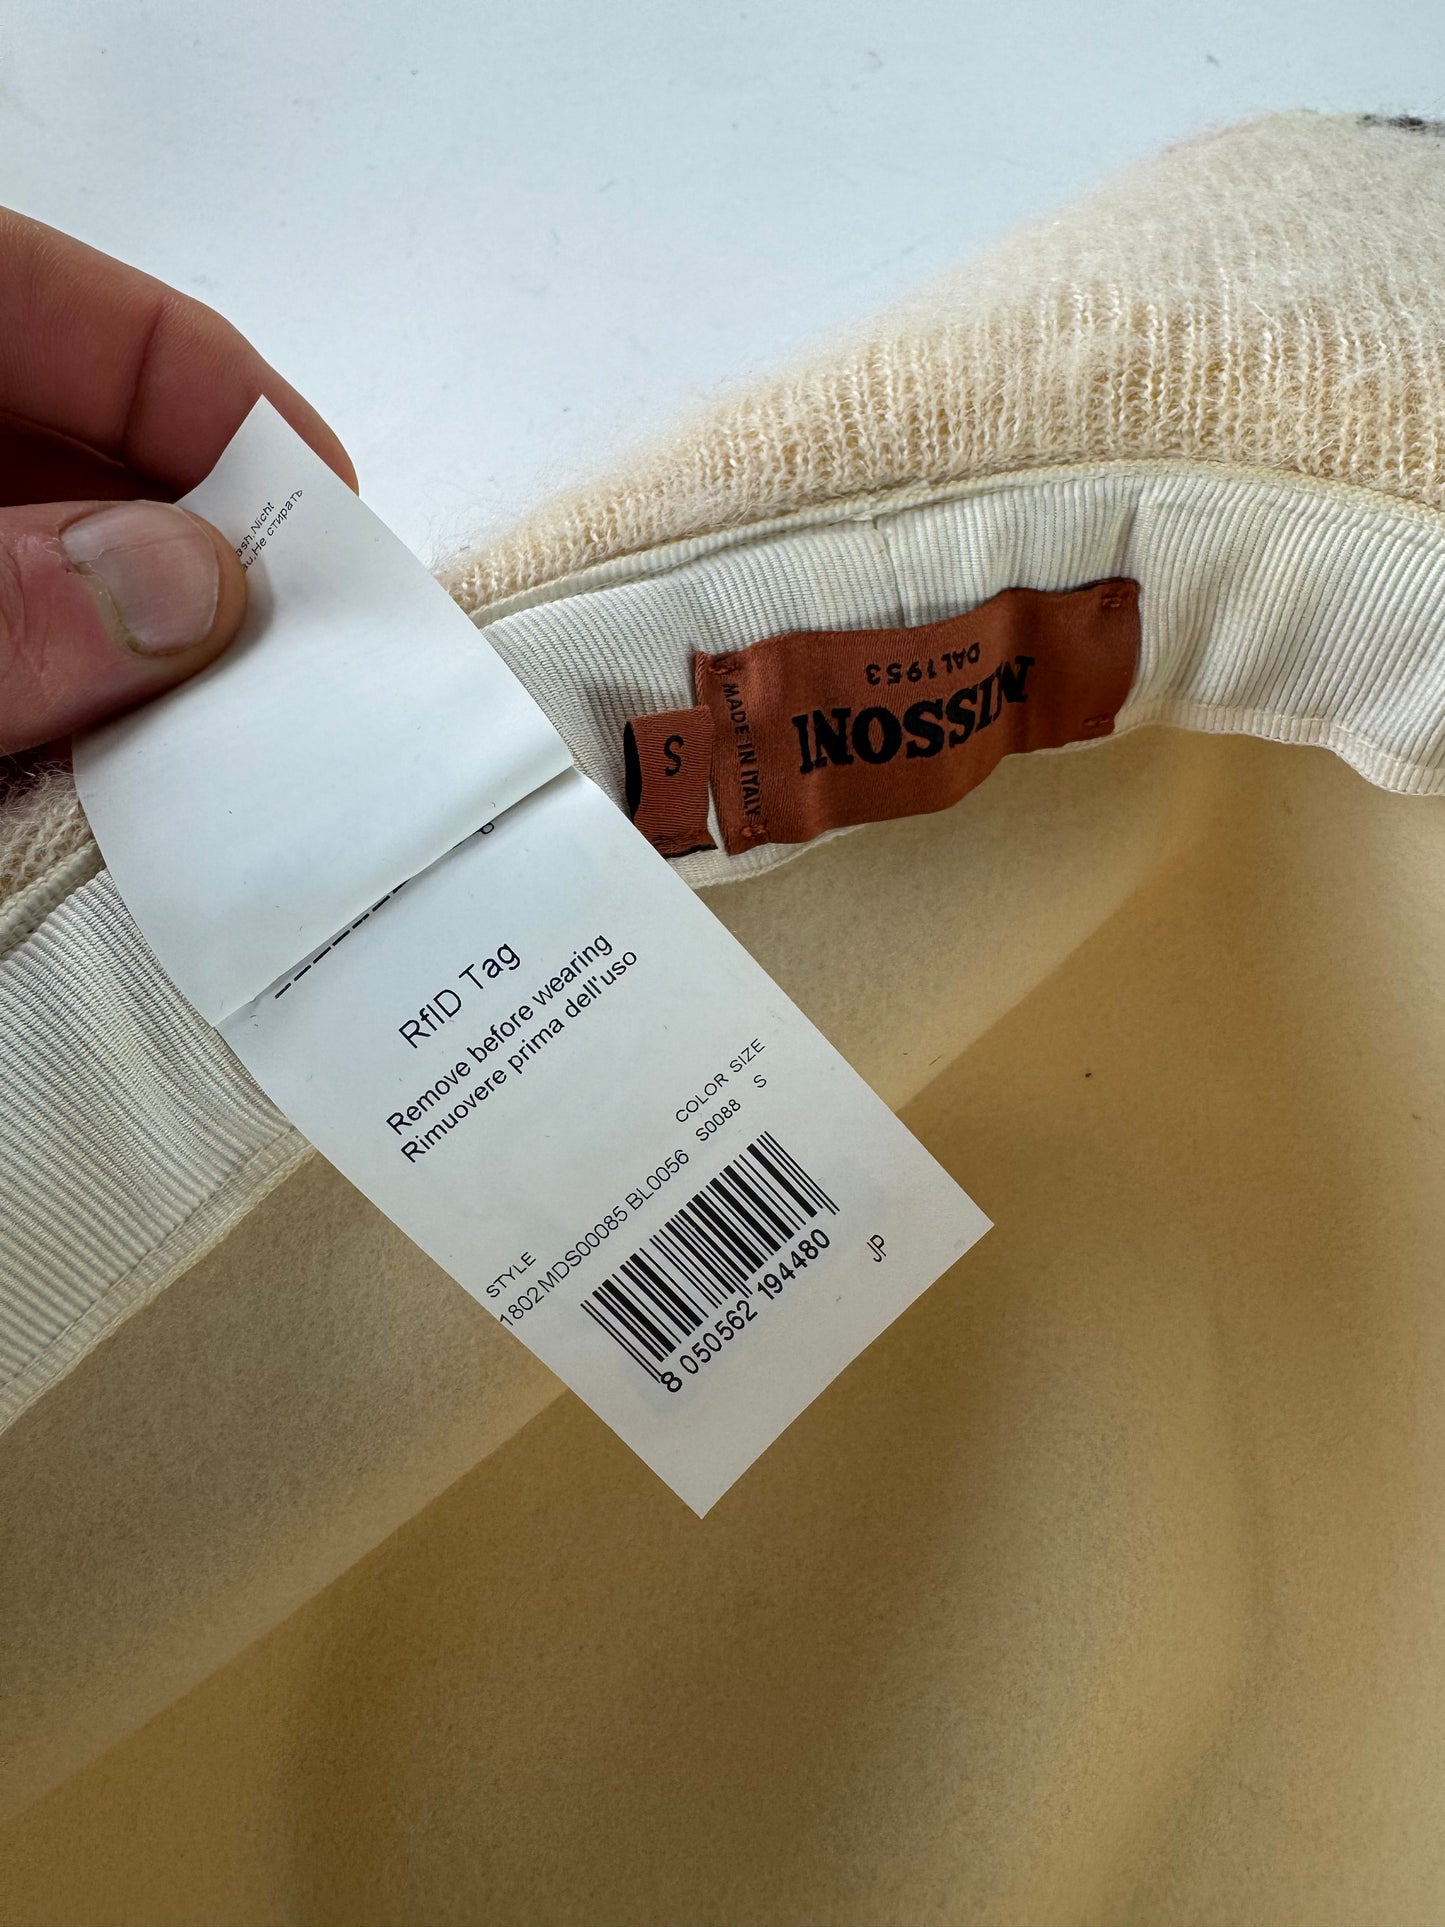 ash.Nicht
au.Не стирать
RfID Tag
Remove before wearing
Rimuovere prima dell'uso
STYLE COLOR SIZE
1802MDS00085 BL0056 S0088 S
8 050562 194480
JP
S
MADE IN ITALY
MISSONI
DAL 1953